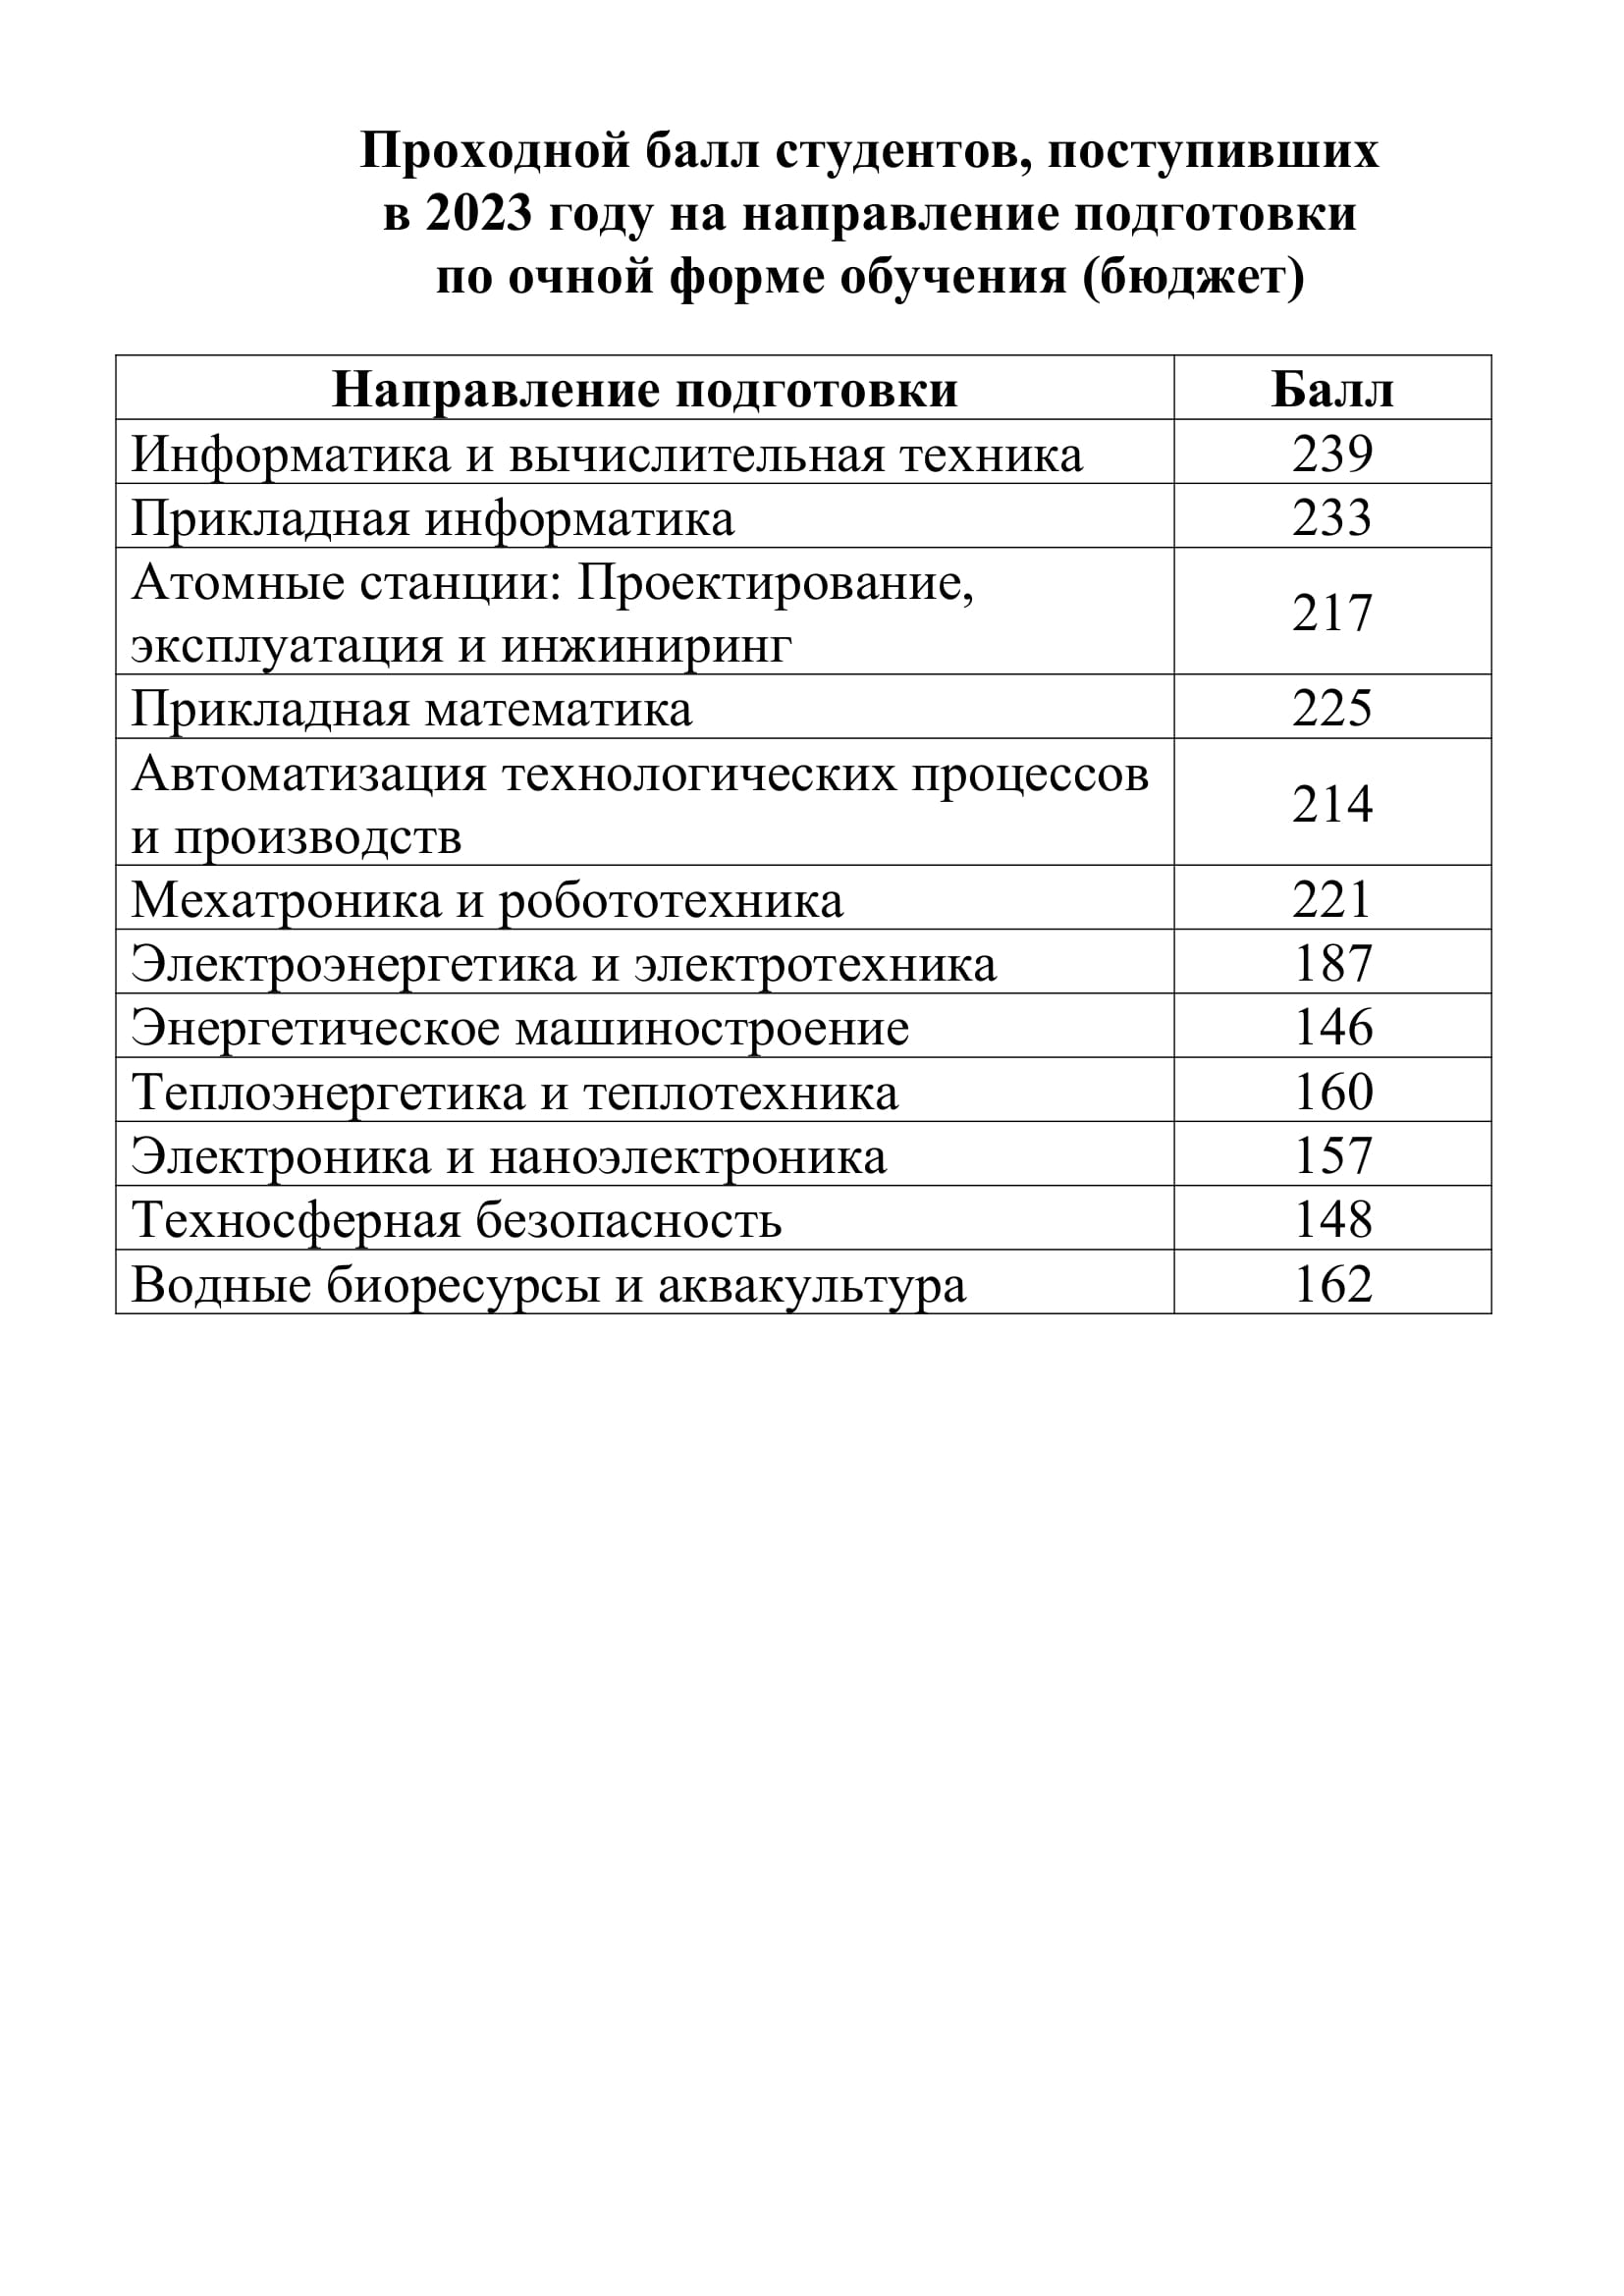 Проходной балл студентов, поступивших
в 2023 году на направление подготовки
по очной форме обучения (бюджет)
Направление подготовки Балл
Информатика и вычислительная техника 239
Прикладная информатика 233
Атомные станции: Проектирование,
эксплуатация и инжиниринг 217
Прикладная математика 225
Автоматизация технологических процессов
и производств 214
Мехатроника и робототехника 221
Электроэнергетика и электротехника 187
Энергетическое машиностроение 146
Теплоэнергетика и теплотехника 160
Электроника и наноэлектроника 157
Техносферная безопасность 148
Водные биоресурсы и аквакультура 162